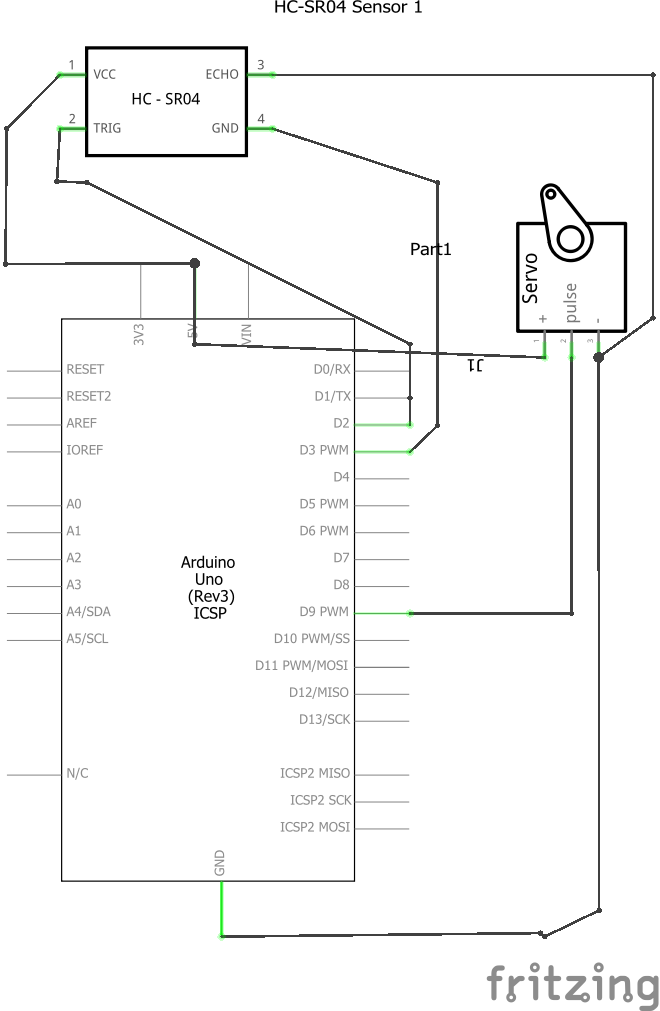 HC-SR04 Sensor 1
1 VCC ECHO 3
HC - SR04
2 TRIG GND 4
Part1
Servo
+ pulse -
1 2 3
J1
3V3 5V VIN
RESET D0/RX
RESET2 D1/TX
AREF D2
IOREF D3 PWM
D4
A0 D5 PWM
A1 D6 PWM
A2 D7
A3 D8
Arduino
Uno
(Rev3)
ICSP
A4/SDA D9 PWM
A5/SCL D10 PWM/SS
D11 PWM/MOSI
D12/MISO
D13/SCK
N/C ICSP2 MISO
ICSP2 SCK
ICSP2 MOSI
GND
fritzing